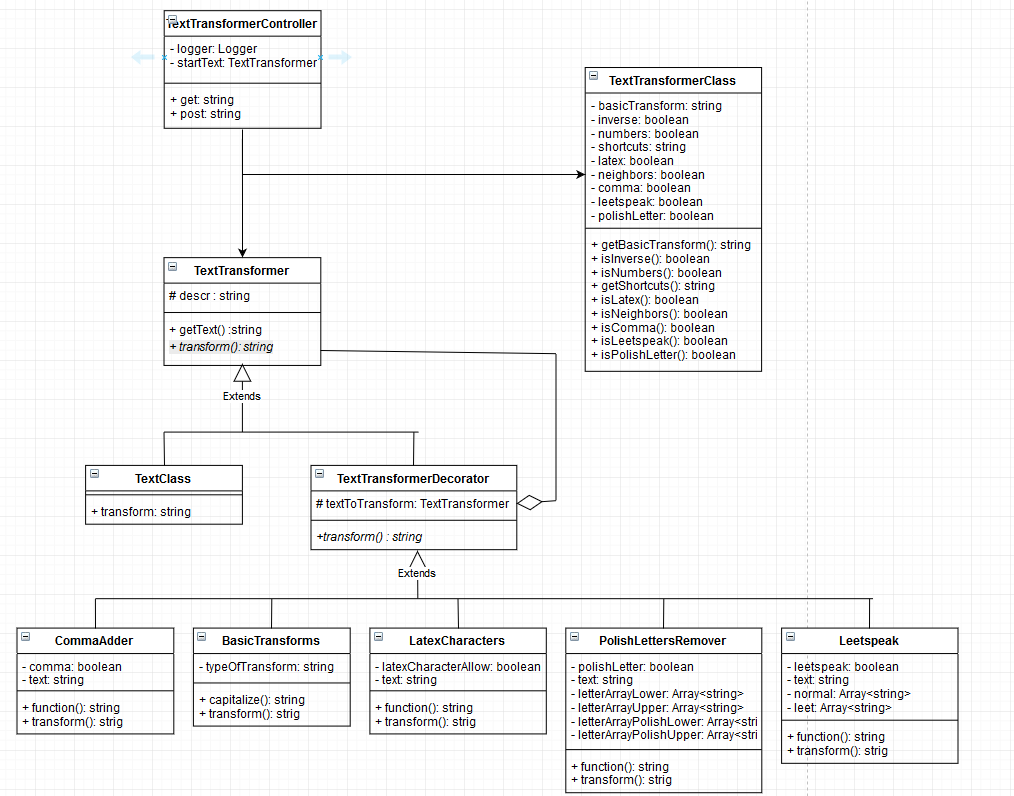 TextTransformerController
- logger: Logger
- startText: TextTransformer
+ get: string
+ post: string
TextTransformerClass
- basicTransform: string
- inverse: boolean
- numbers: boolean
- shortcuts: string
- latex: boolean
- neighbors: boolean
- comma: boolean
- leetspeak: boolean
- polishLetter: boolean
+ getBasicTransform(): string
+ isInverse(): boolean
+ isNumbers(): boolean
+ getShortcuts(): string
+ isLatex(): boolean
+ isNeighbors(): boolean
+ isComma(): boolean
+ isLeetspeak(): boolean
+ isPolishLetter(): boolean
TextTransformer
# descr : string
+ getText() :string
+ transform(): string
Extends
TextClass
+ transform: string
TextTransformerDecorator
# textToTransform: TextTransformer
+transform() : string
Extends
CommaAdder
- comma: boolean
- text: string
+ function(): string
+ transform(): strig
BasicTransforms
- typeOfTransform: string
+ capitalize(): string
+ transform(): strig
LatexCharacters
- latexCharacterAllow: boolean
- text: string
+ function(): string
+ transform(): strig
PolishLettersRemover
- polishLetter: boolean
- text: string
- letterArrayLower: Array<string>
- letterArrayUpper: Array<string>
- letterArrayPolishLower: Array<stri
- letterArrayPolishUpper: Array<stri
+ function(): string
+ transform(): strig
Leetspeak
- leetspeak: boolean
- text: string
- normal: Array<string>
- leet: Array<string>
+ function(): string
+ transform(): strig